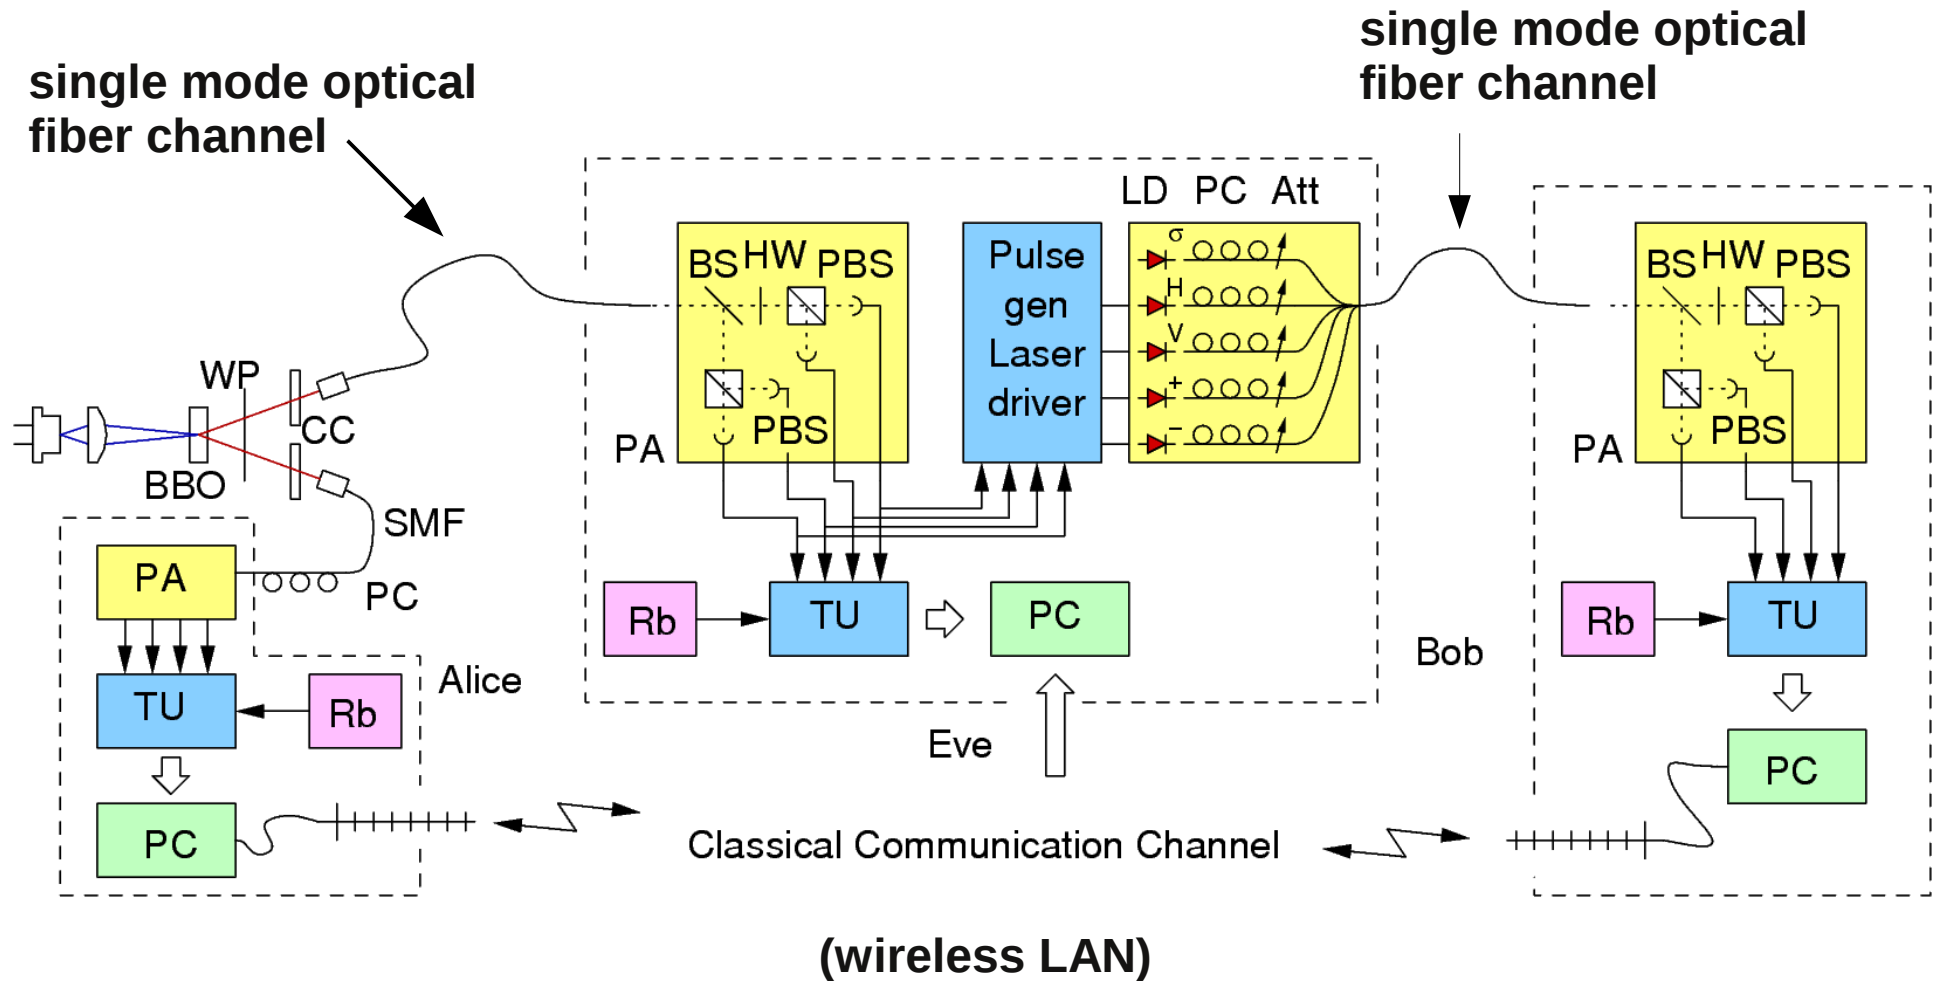 single mode optical
fiber channel
single mode optical
fiber channel
LD PC Att
BS HW PBS
PBS
PA
Pulse
gen
Laser
driver
σ
H
V
+
−
BS HW PBS
PBS
PA
WP
CC
BBO
SMF
PC
PA
TU
Rb
PC
Alice
Rb
TU
PC
Eve
Bob
Rb
TU
PC
Classical Communication Channel
(wireless LAN)